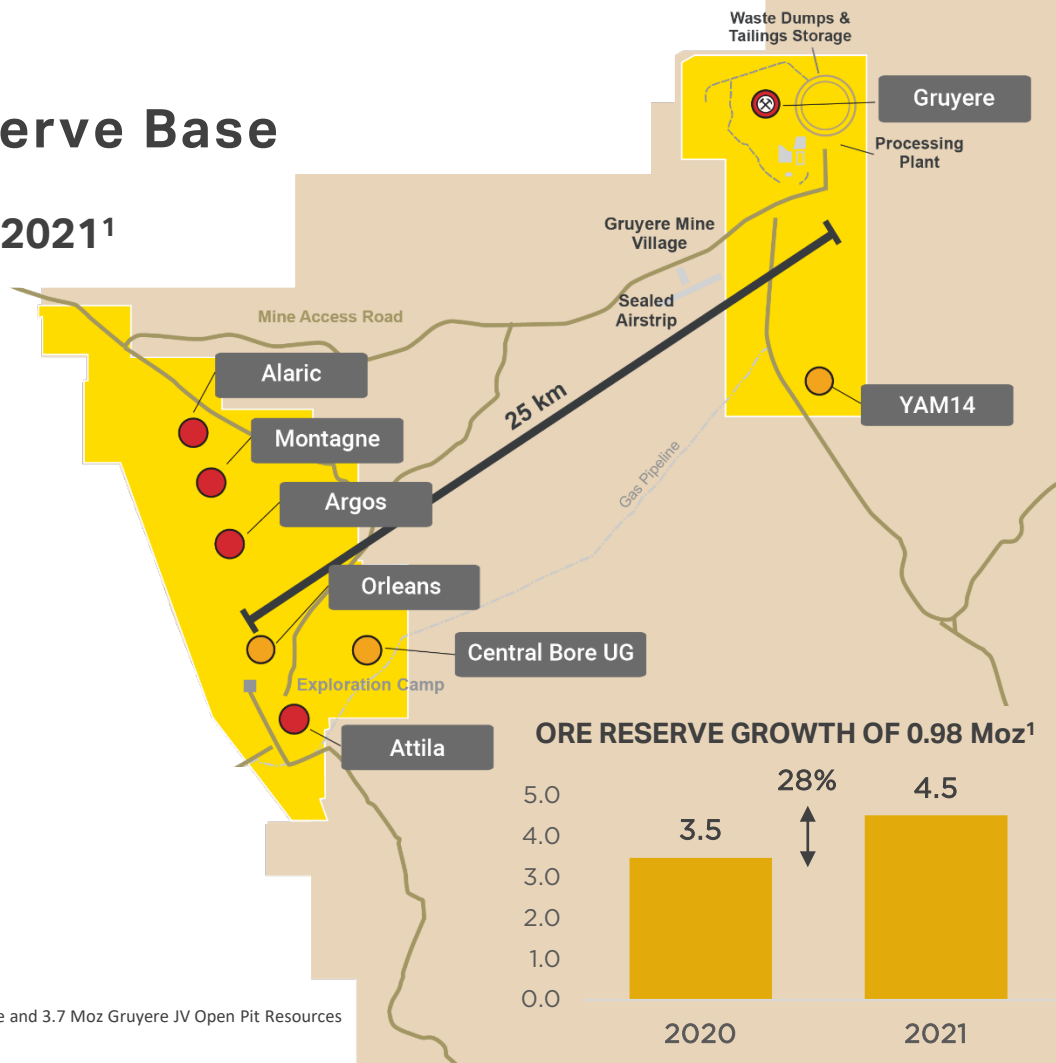 Waste Dumps &
Tailings Storage
Gruyere
Processing
Plant
erve Base
2021¹
Gruyere Mine
Village
Sealed
Airstrip
Mine Access Road
Alaric
Montagne
Argos
25 km
YAM14
Gas Pipeline
Orleans
Central Bore UG
Exploration Camp
Attila
ORE RESERVE GROWTH OF 0.98 Moz¹
28%
5.0
4.0
3.0
2.0
1.0
0.0
3.5
4.5
2020
2021
e and 3.7 Moz Gruyere JV Open Pit Resources